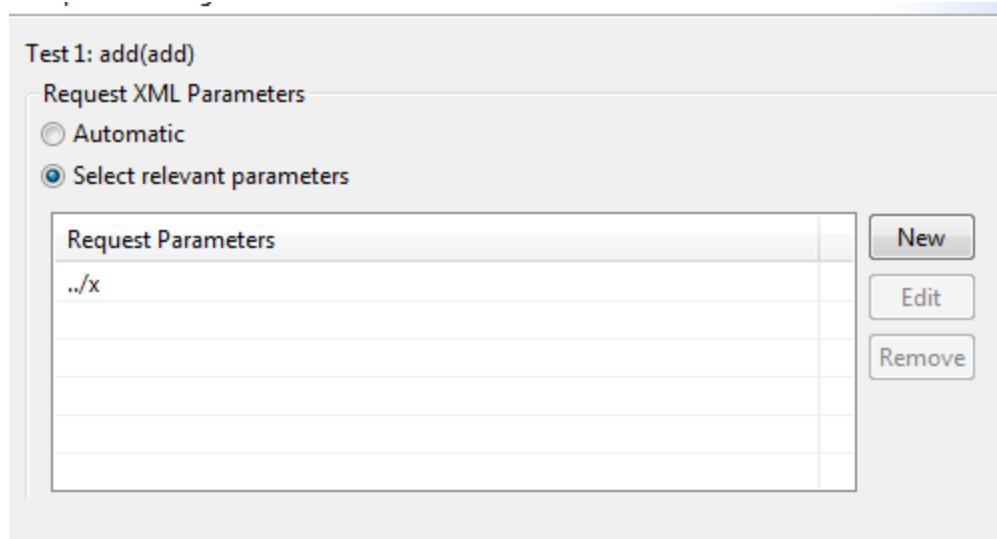 Test 1: add(add)
Request XML Parameters
Automatic
Select relevant parameters
Request Parameters
New
../x
Edit
Remove